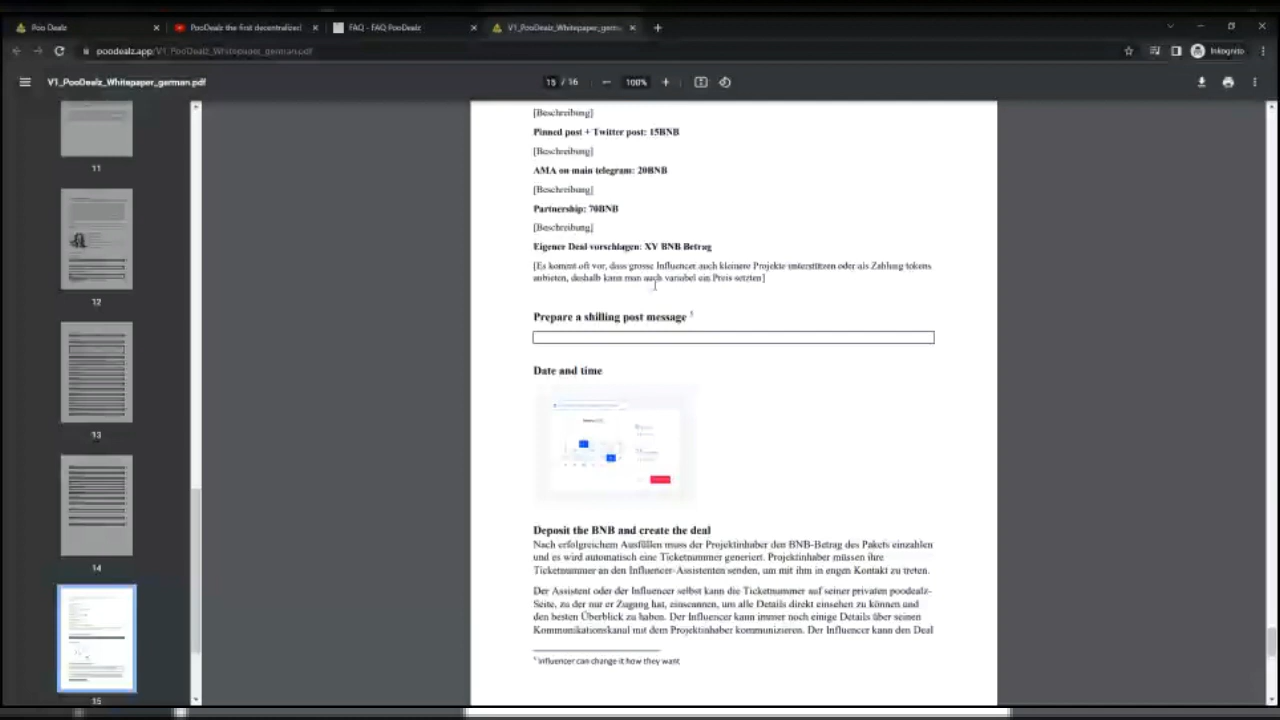 Poo Dealz
PooDealz the first decentralized
FAQ - FAQ PooDealz
V1_PooDealz_Whitepaper_germ
poodealz.app/V1_PooDealz_Whitepaper_german.pdf
Inkognito
V1_PooDealz_Whitepaper_german.pdf
15 / 16
100%
11
12
13
14
15
[Beschreibung]
Pinned post + Twitter post: 15BNB
[Beschreibung]
AMA on main telegram: 20BNB
[Beschreibung]
Partnership: 70BNB
[Beschreibung]
Eigener Deal vorschlagen: XY BNB Betrag
[Es kommt oft vor, dass grosse Influencer auch kleinere Projekte unterstützen oder als Zahlung tokens
anbieten, deshalb kann man auch variabel ein Preis setzten]
Prepare a shilling post message 5
Date and time
Deposit the BNB and create the deal
Nach erfolgreichem Ausfüllen muss der Projektinhaber den BNB-Betrag des Pakets einzahlen
und es wird automatisch eine Ticketnummer generiert. Projektinhaber müssen ihre
Ticketnummer an den Influencer-Assistenten senden, um mit ihm in engen Kontakt zu treten.
Der Assistent oder der Influencer selbst kann die Ticketnummer auf seiner privaten poodealz-
Seite, zu der nur er Zugang hat, einscannen, um alle Details direkt einsehen zu können und
den besten Überblick zu haben. Der Influencer kann immer noch einige Details über seinen
Kommunikationskanal mit dem Projektinhaber kommunizieren. Der Influencer kann den Deal
5 Influencer can change it how they want